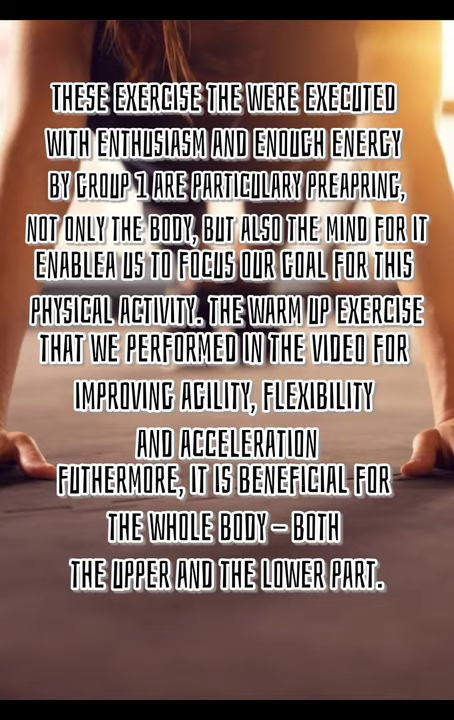 THESE EXERCISE THE WERE EXECUTED
WITH ENTHUSIASM AND ENOUGH ENERGY
BY GROUP 1 ARE PARTICULARY PREAPRING,
NOT ONLY THE BODY, BUT ALSO THE MIND FOR IT
ENABLEA US TO FOCUS OUR GOAL FOR THIS
PHYSICAL ACTIVITY. THE WARM UP EXERCISE
THAT WE PERFORMED IN THE VIDEO FOR
IMPROVING AGILITY, FLEXIBILITY
AND ACCELERATION
FUTHERMORE, IT IS BENEFICIAL FOR
THE WHOLE BODY – BOTH
THE UPPER AND THE LOWER PART.